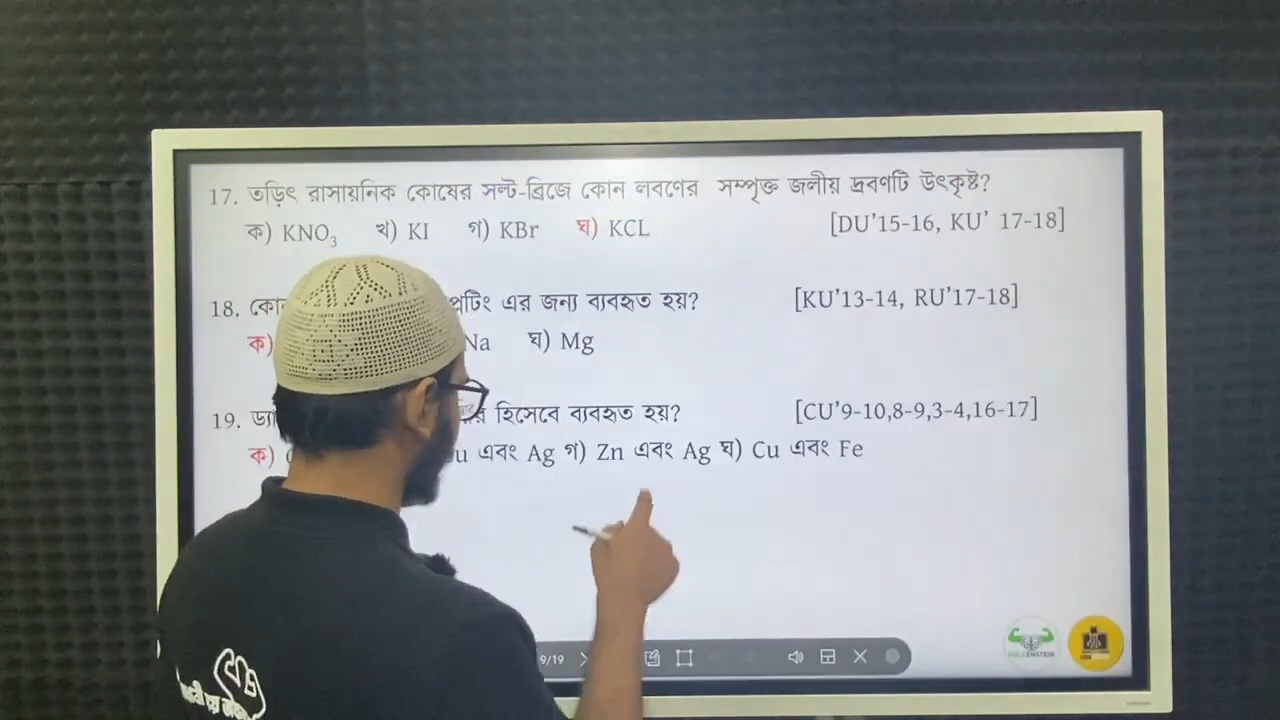 17. তড়িৎ রাসায়নিক কোষের সল্ট-ব্রিজে কোন লবণের সম্পৃক্ত জলীয় দ্রবণটি উৎকৃষ্ট?
ক) KNO₃ খ) KI গ) KBr ঘ) KCL [DU'15-16, KU' 17-18]
18. এর জন্য ব্যবহৃত হয়? [KU'13-14, RU'17-18]
ক) Na ঘ) Mg
19. হিসেবে ব্যবহৃত হয়? [CU'9-10,8-9,3-4,16-17]
ক) এবং Ag গ) Zn এবং Ag ঘ) Cu এবং Fe
9/19